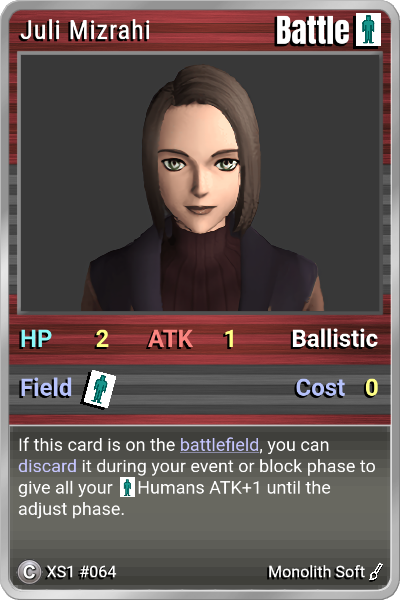 Juli Mizrahi Battle
HP 2 ATK 1 Ballistic
Field Cost 0
If this card is on the battlefield, you can
discard it during your event or block phase to
give all your Humans ATK+1 until the
adjust phase.
C XS1 #064 Monolith Soft